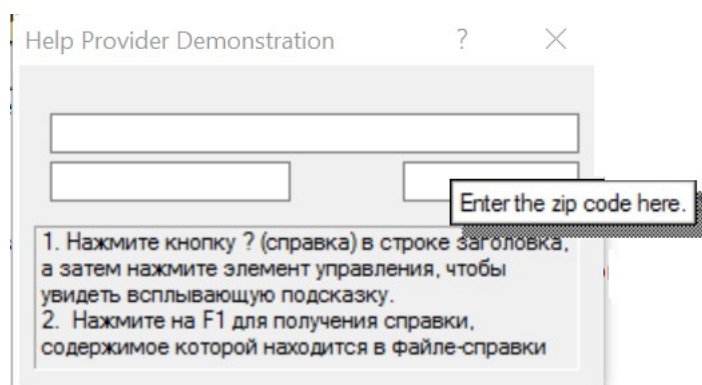 Help Provider Demonstration ?
Enter the zip code here.
1. Нажмите кнопку ? (справка) в строке заголовка,
а затем нажмите элемент управления, чтобы
увидеть всплывающую подсказку.
2. Нажмите на F1 для получения справки,
содержимое которой находится в файле-справки